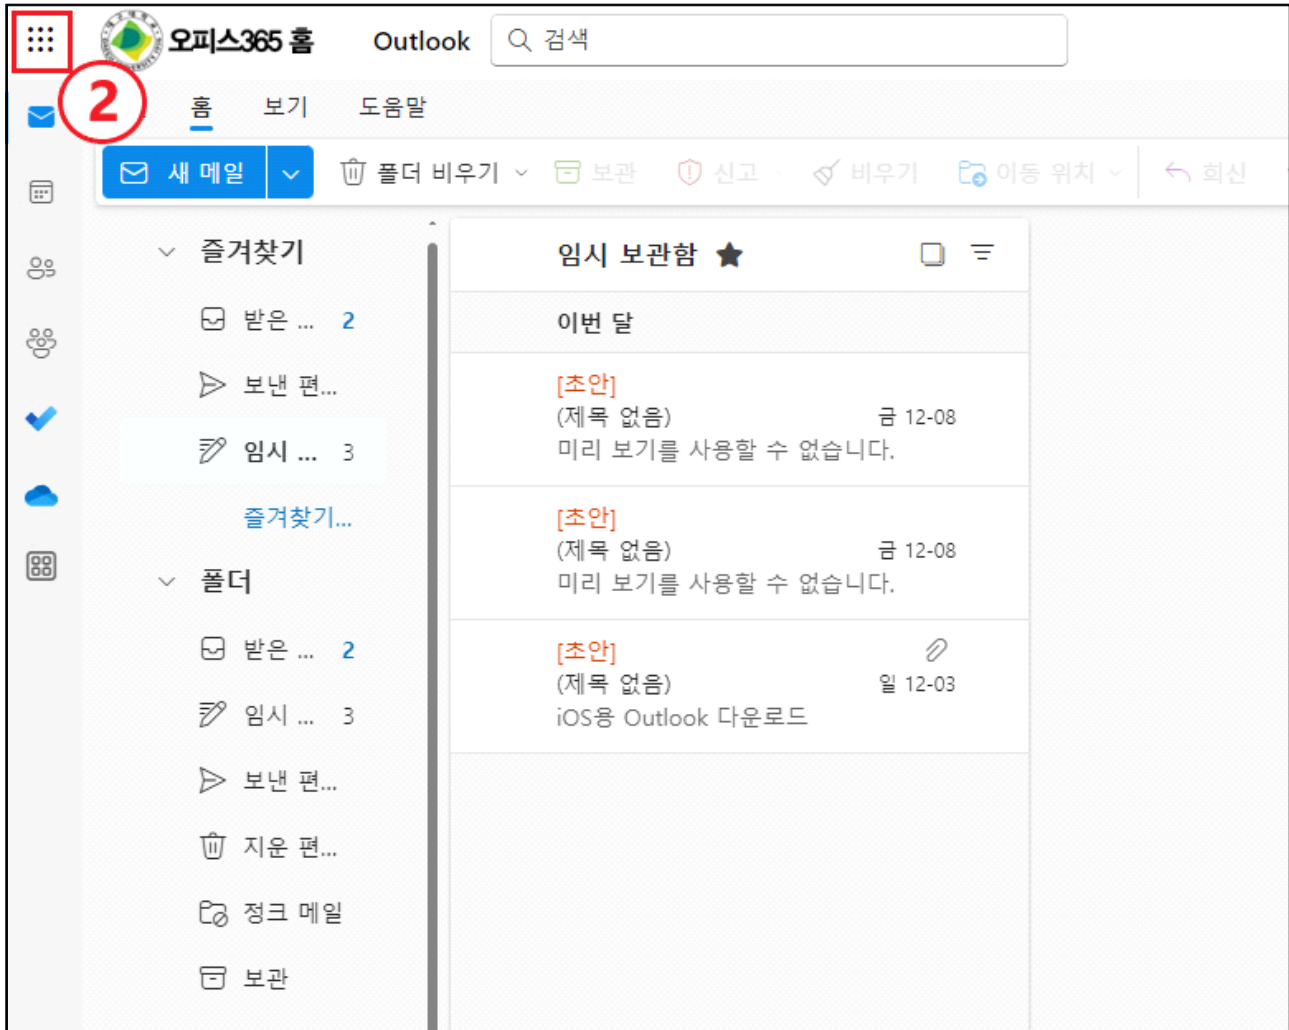 오피스365 홈
Outlook
검색
2
홈
보기
도움말
새 메일
폴더 비우기
보관
신고
비우기
이동 위치
회신
즐겨찾기
받은 ... 2
보낸 편...
임시 ... 3
즐겨찾기...
폴더
받은 ... 2
임시 ... 3
보낸 편...
지운 편...
정크 메일
보관
임시 보관함
이번 달
[초안]
(제목 없음) 금 12-08
미리 보기를 사용할 수 없습니다.
[초안]
(제목 없음) 금 12-08
미리 보기를 사용할 수 없습니다.
[초안]
(제목 없음) 일 12-03
iOS용 Outlook 다운로드